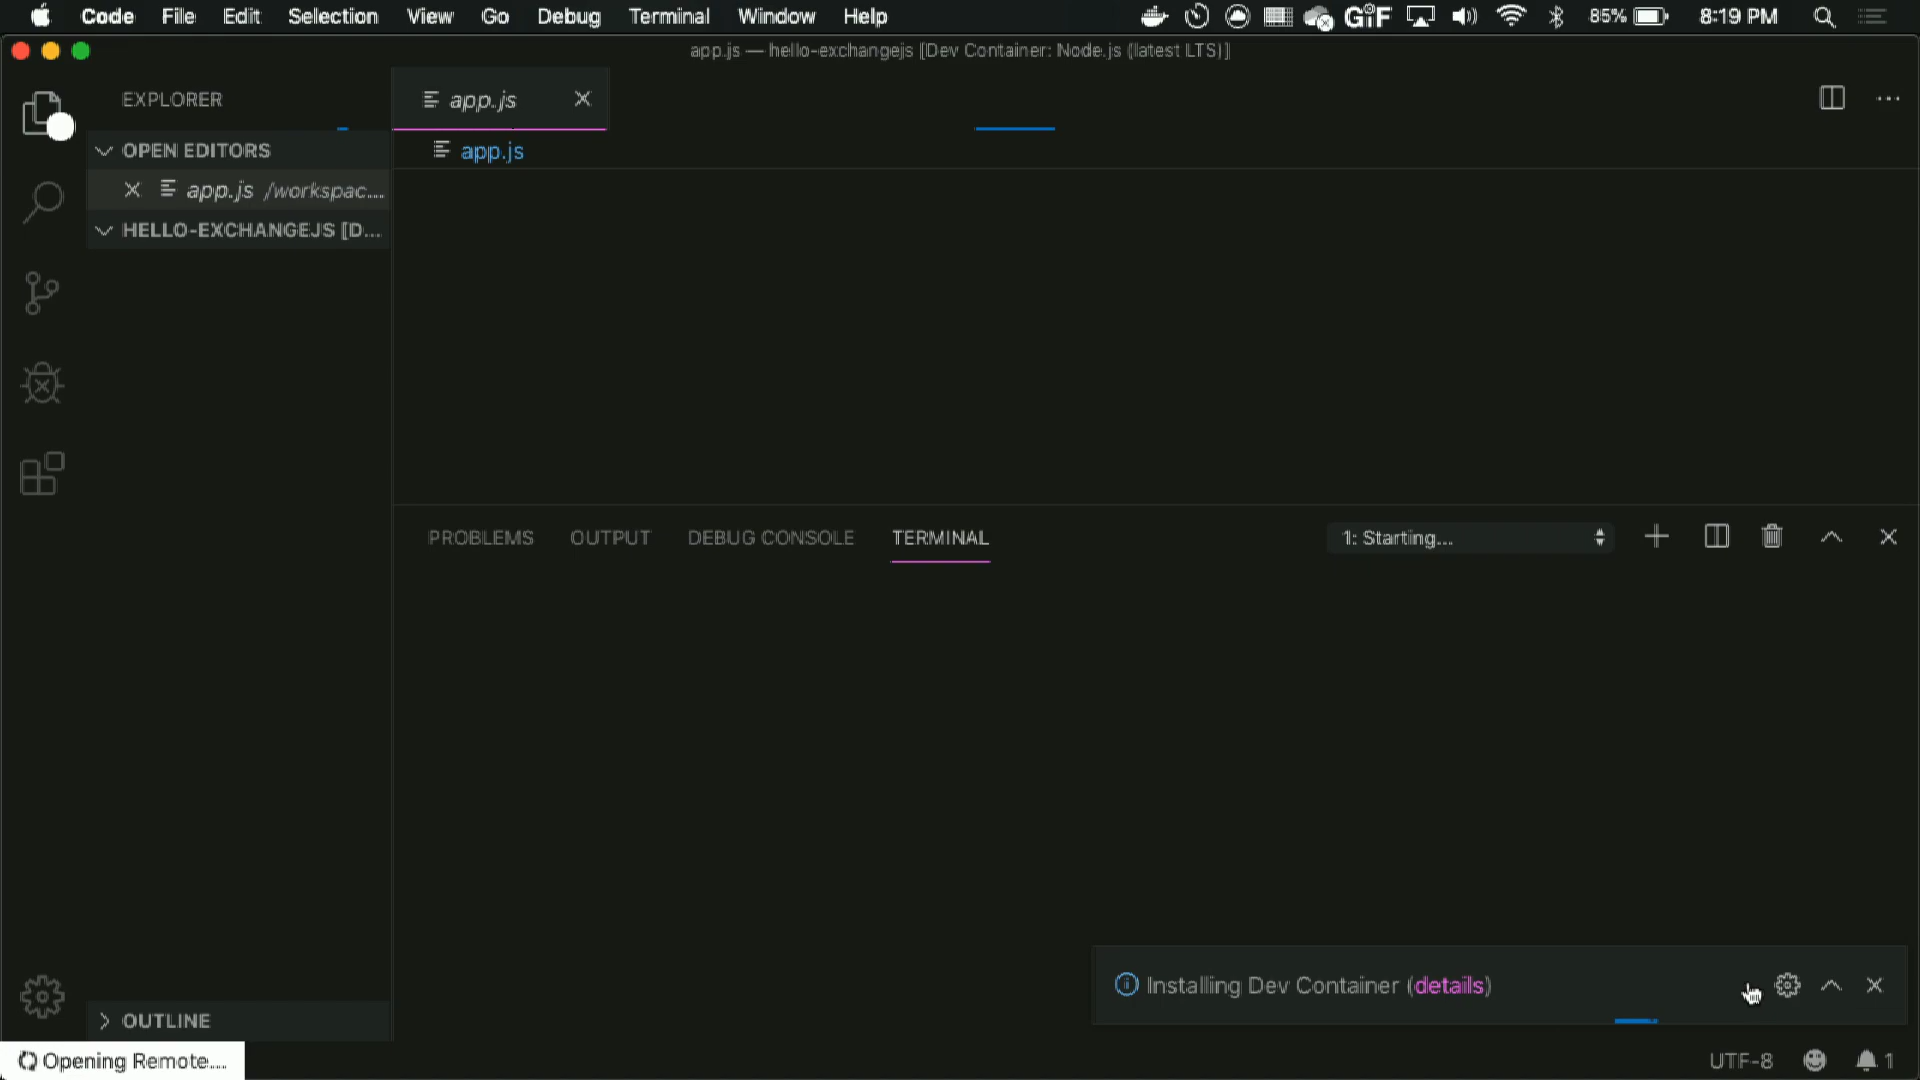 Code File Edit Selection View Go Debug Terminal Window Help GIF 85% 8:19 PM
app.js — hello-exchangejs [Dev Container: Node.js (latest LTS)]
EXPLORER
app.js
OPEN EDITORS
app.js
app.js /workspac...
HELLO-EXCHANGEJS [D...
PROBLEMS OUTPUT DEBUG CONSOLE TERMINAL 1: Starting...
Installing Dev Container (details)
OUTLINE
Opening Remote... UTF-8 1